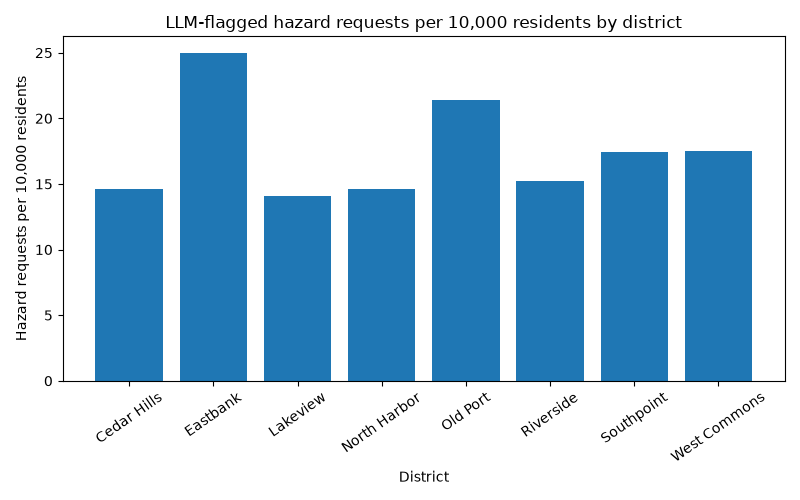 LLM-flagged hazard requests per 10,000 residents by district
Hazard requests per 10,000 residents
25
20
15
10
5
0
Cedar Hills
Eastbank
Lakeview
North Harbor
Old Port
Riverside
Southpoint
West Commons
District